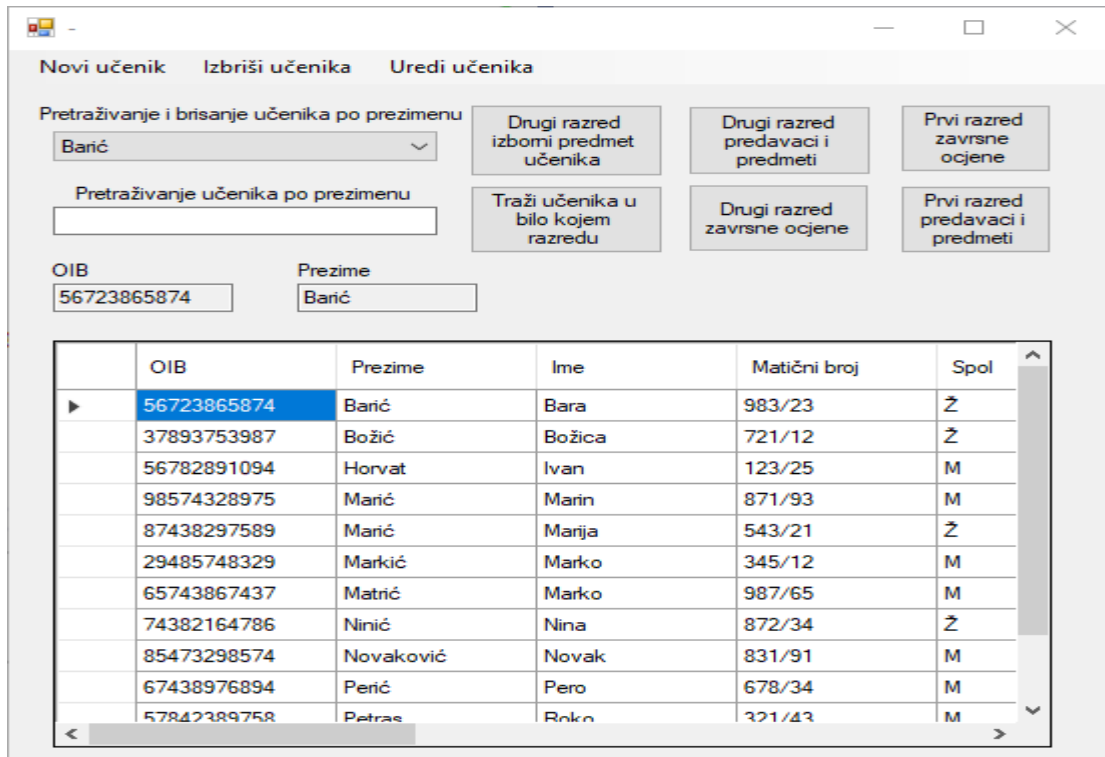 -
Novi učenik Izbriši učenika Uredi učenika
Pretraživanje i brisanje učenika po prezimenu
Barić
Drugi razred
izborni predmet
učenika
Drugi razred
predavaci i
predmeti
Prvi razred
zavrsne
ocjene
Pretraživanje učenika po prezimenu
Traži učenika u
bilo kojem
razredu
Drugi razred
zavrsne ocjene
Prvi razred
predavaci i
predmeti
OIB Prezime
56723865874 Barić
OIB Prezime Ime Matični broj Spol
56723865874 Barić Bara 983/23 Ž
37893753987 Božić Božica 721/12 Ž
56782891094 Horvat Ivan 123/25 M
98574328975 Marić Marin 871/93 M
87438297589 Marić Marija 543/21 Ž
29485748329 Markić Marko 345/12 M
65743867437 Matrić Marko 987/65 M
74382164786 Ninić Nina 872/34 Ž
85473298574 Novaković Novak 831/91 M
67438976894 Perić Pero 678/34 M
57842389758 Petras Roko 321/43 M